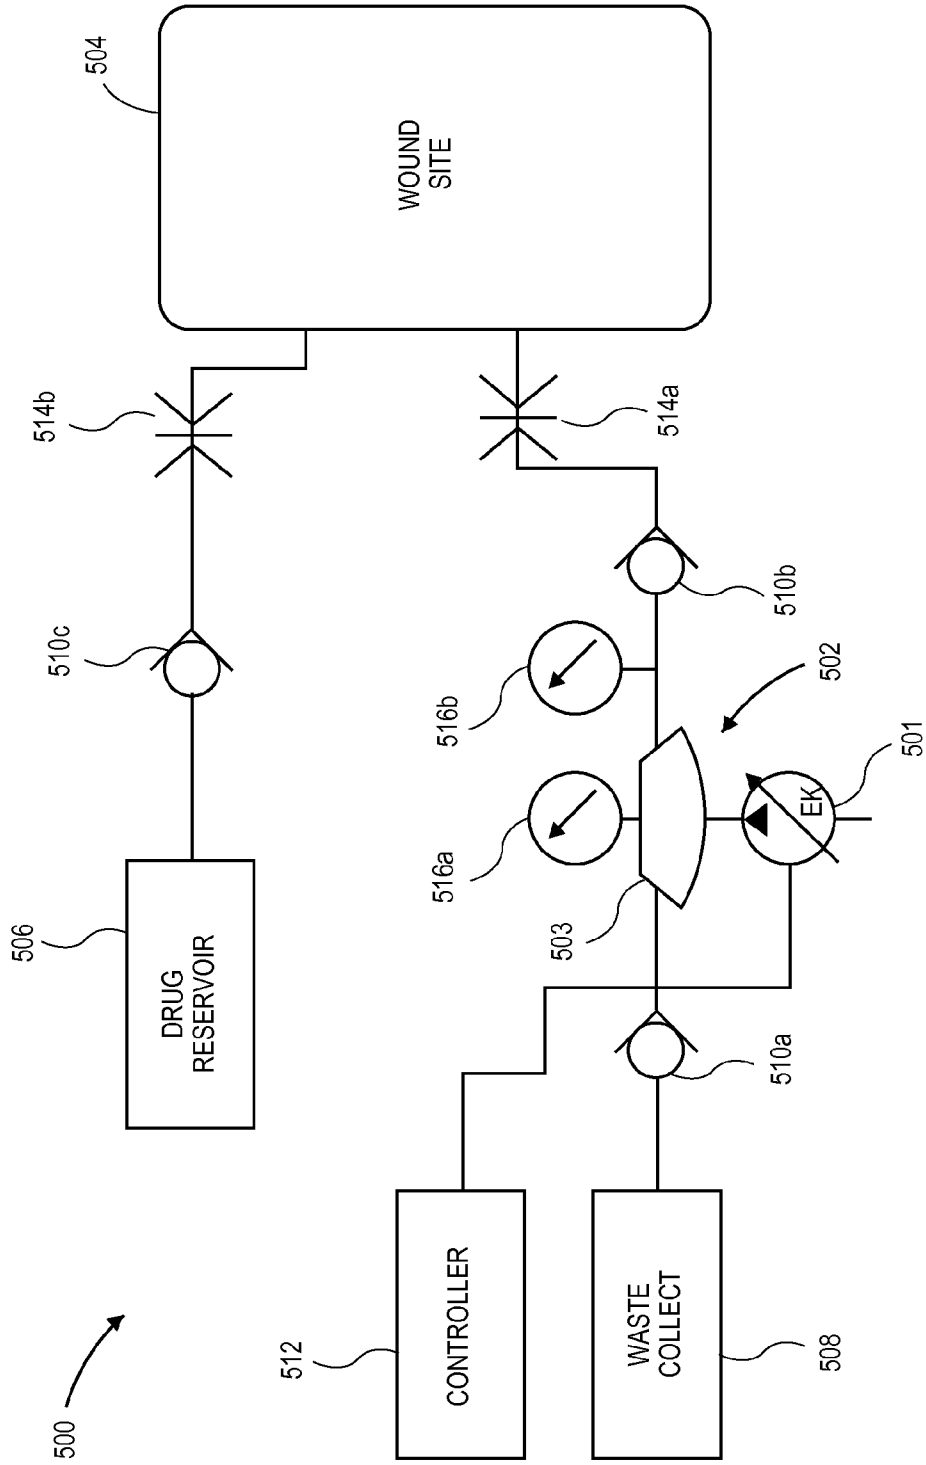 500
506
DRUG
RESERVOIR
510c
514b
504
WOUND
SITE
512
CONTROLLER
516a
516b
514a
503
EK
501
502
510b
510a
WASTE
COLLECT
508